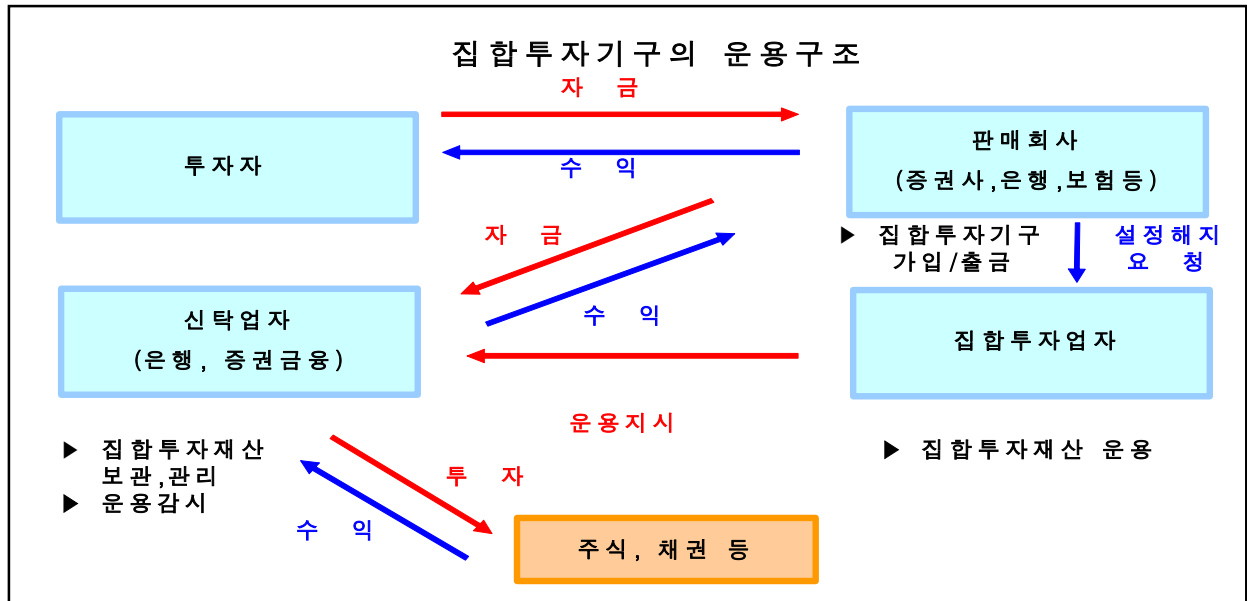 집합투자기구의 운용구조
자 금
투자자
수 익
판매회사
(증권사,은행,보험등)
자 금
▶ 집합투자기구
가입/출금
설정해지
요 청
신탁업자
(은행, 증권금융)
수 익
집합투자업자
운용지시
▶ 집합투자재산
보관,관리
▶ 운용감시
▶ 집합투자재산 운용
투 자
수 익
주식, 채권 등